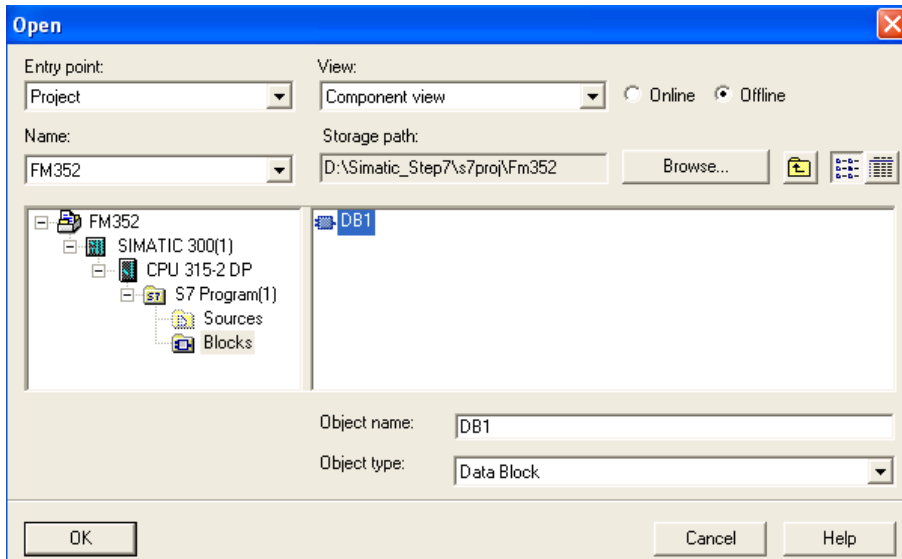 Open
Entry point:
View:
Project
Component view
Online
Offline
Name:
Storage path:
FM352
D:\Simatic_Step7\s7proj\Fm352
Browse...
FM352
SIMATIC 300(1)
CPU 315-2 DP
S7 Program(1)
Sources
Blocks
DB1
Object name:
DB1
Object type:
Data Block
OK
Cancel
Help